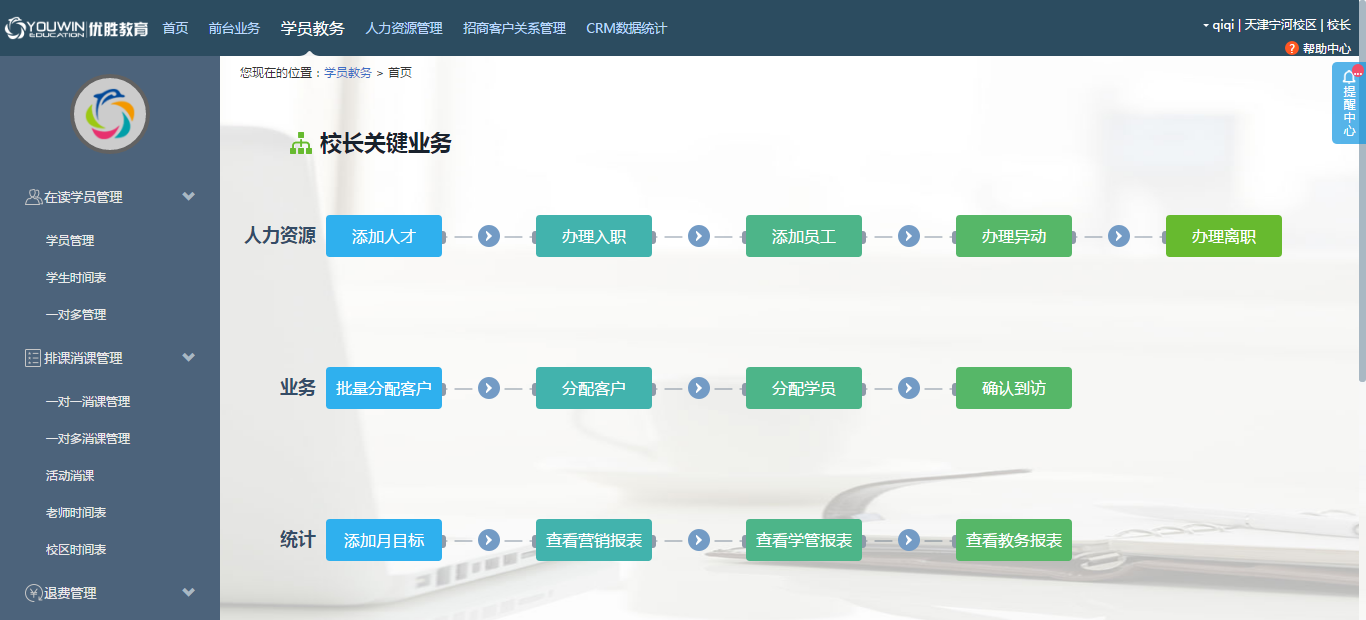 YOUWIN EDUCATION 优胜教育 首页 前台业务 学员教务 人力资源管理 招商客户关系管理 CRM数据统计
qiqi | 天津宁河校区 | 校长
? 帮助中心
您现在的位置：学员教务 > 首页
提醒中心
校长关键业务
在读学员管理
学员管理
学生时间表
一对多管理
排课消课管理
一对一消课管理
一对多消课管理
活动消课
老师时间表
校区时间表
退费管理
人力资源 添加人才 办理入职 添加员工 办理异动 办理离职
业务 批量分配客户 分配客户 分配学员 确认到访
统计 添加月目标 查看营销报表 查看学管报表 查看教务报表